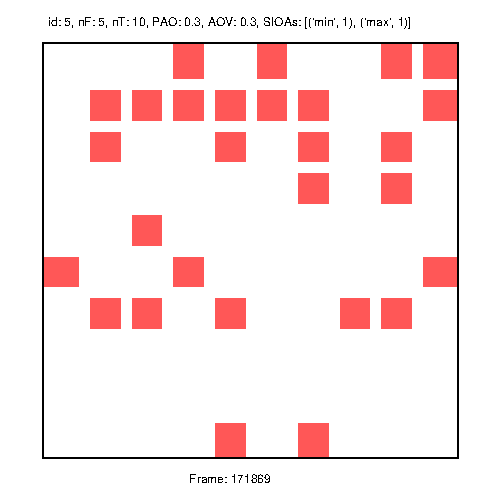 id: 5, nF: 5, nT: 10, PAO: 0.3, AOV: 0.3, SIOAs: [('min', 1), ('max', 1)]
Frame: 171869